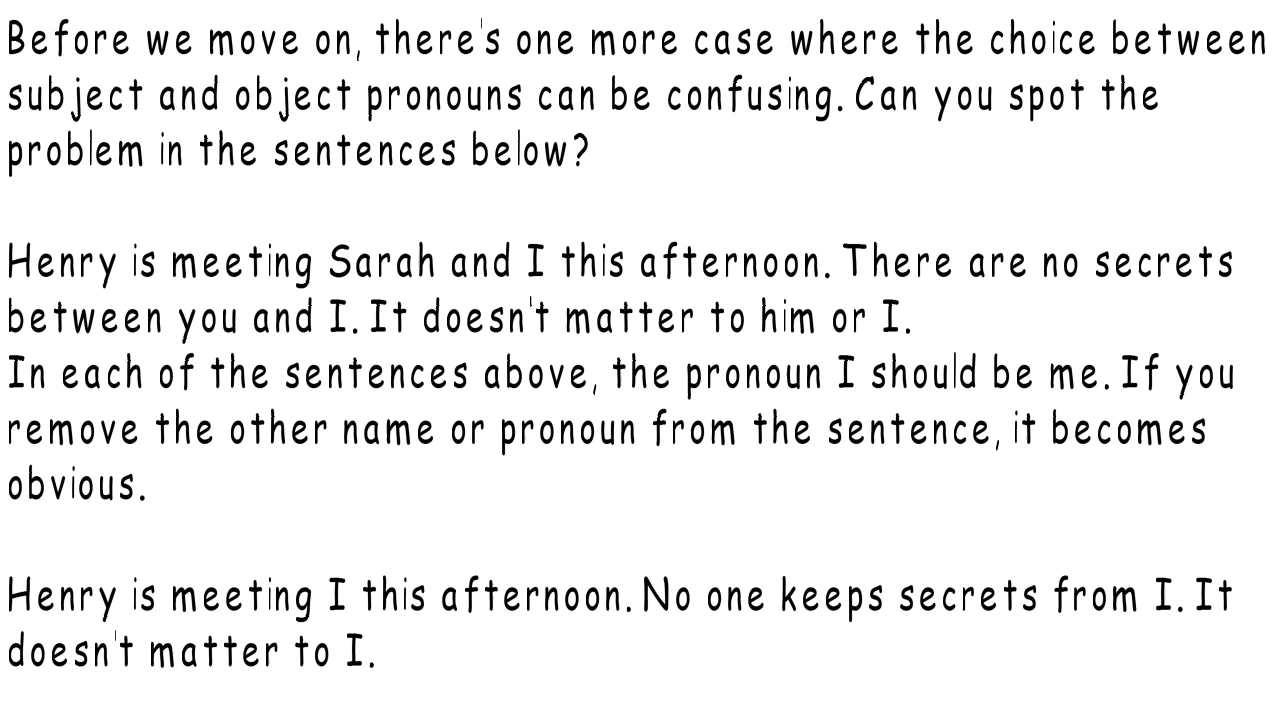 Before we move on, there's one more case where the choice between
subject and object pronouns can be confusing. Can you spot the
problem in the sentences below?
Henry is meeting Sarah and I this afternoon. There are no secrets
between you and I. It doesn't matter to him or I.
In each of the sentences above, the pronoun I should be me. If you
remove the other name or pronoun from the sentence, it becomes
obvious.
Henry is meeting I this afternoon. No one keeps secrets from I. It
doesn't matter to I.